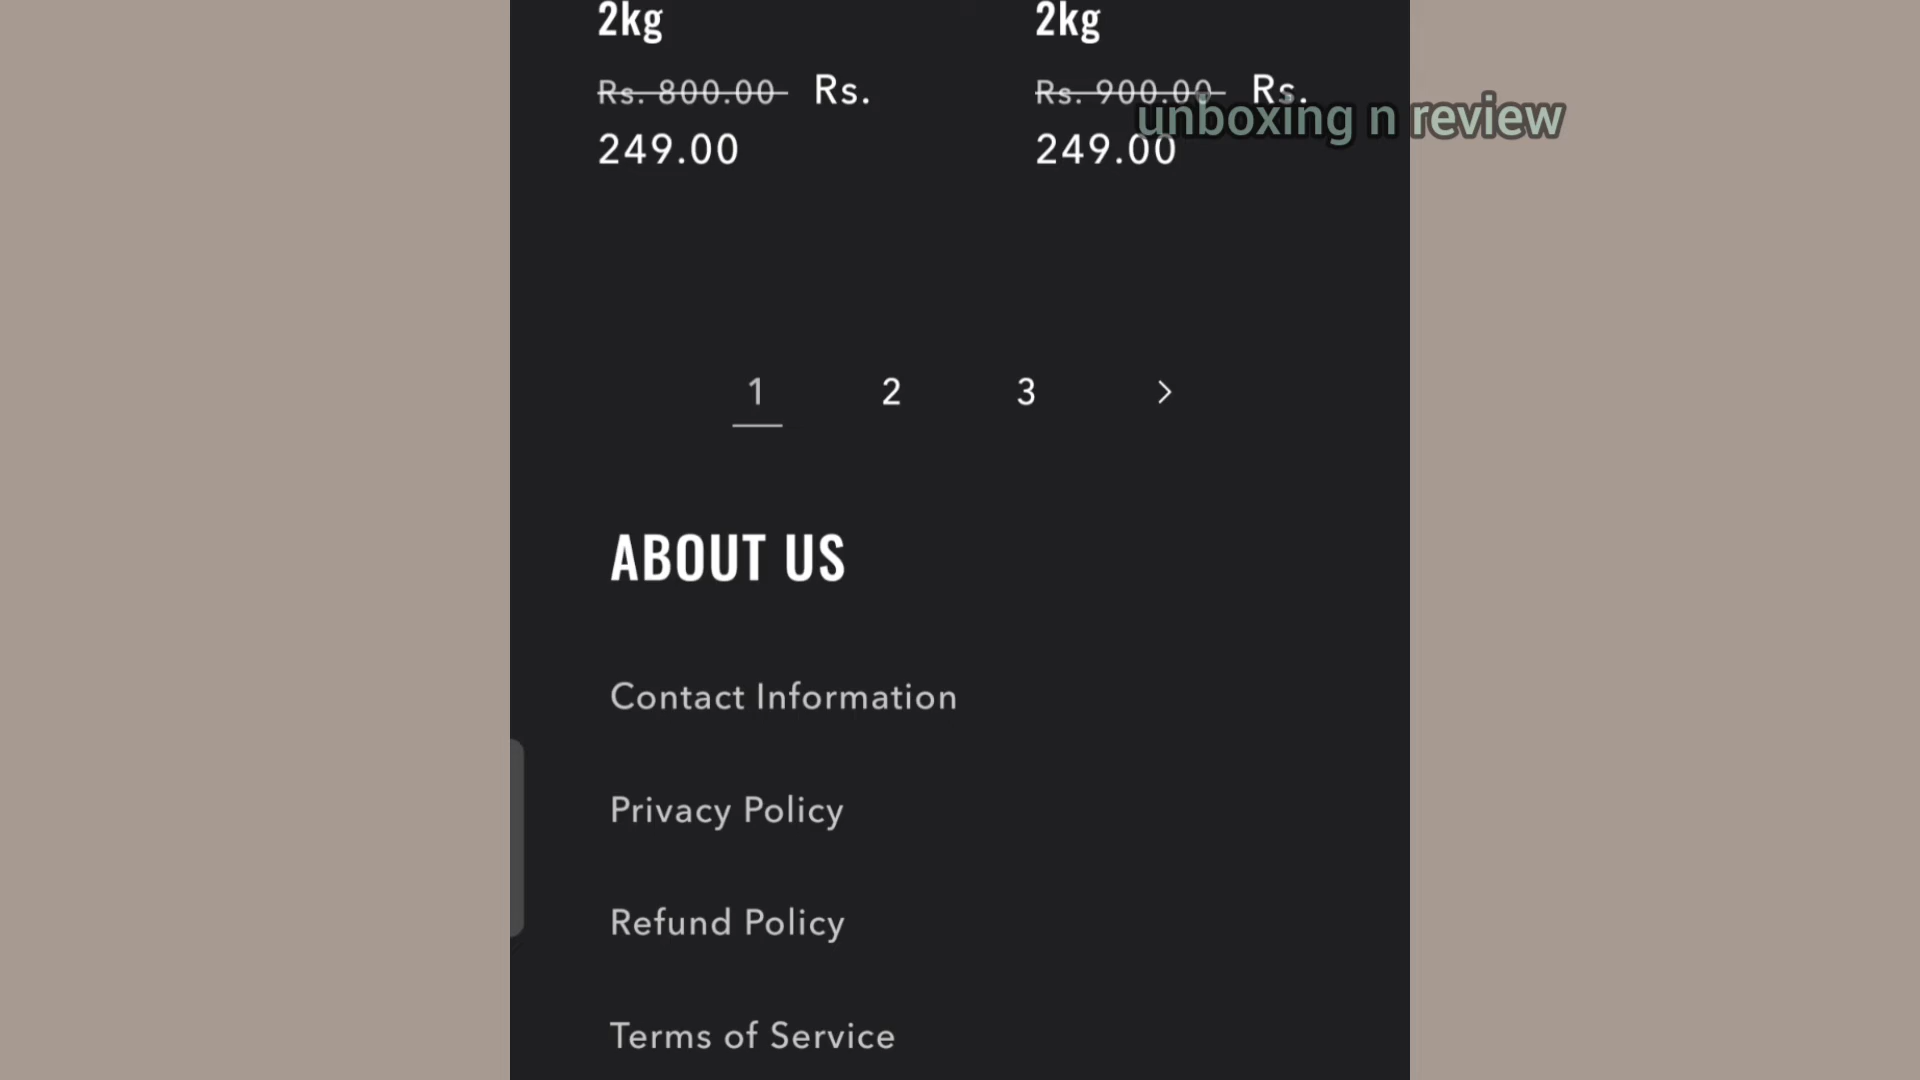 2kg
Rs. 800.00 Rs.
249.00
2kg
Rs. 900.00 Rs.
249.00
unboxing n review
1 2 3
ABOUT US
Contact Information
Privacy Policy
Refund Policy
Terms of Service